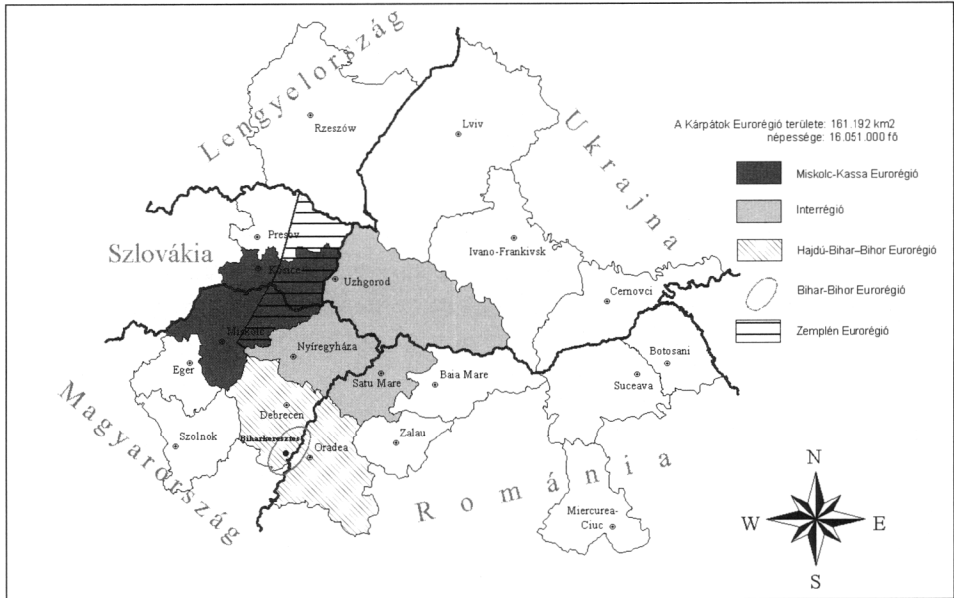 Lengyelország
Ukrajna
Rzeszów
Lviv
A Kárpátok Eurorégió területe: 161.192 km2
népessége: 16.051.000 fő
Miskolc-Kassa Eurorégió
Interrégió
Hajdú-Bihar–Bihor Eurorégió
Bihar-Bihor Eurorégió
Zemplén Eurorégió
Presov
Ivano-Frankivsk
Szlovákia
Kosice
Uzhgorod
Cernovci
Miskolc
Nyíregyháza
Botosani
Eger
Satu Mare
Baia Mare
Suceava
Magyarország
Debrecen
Szolnok
Biharkeresztes
Oradea
Zalau
Románia
Miercurea-
Ciuc
N
W
E
S